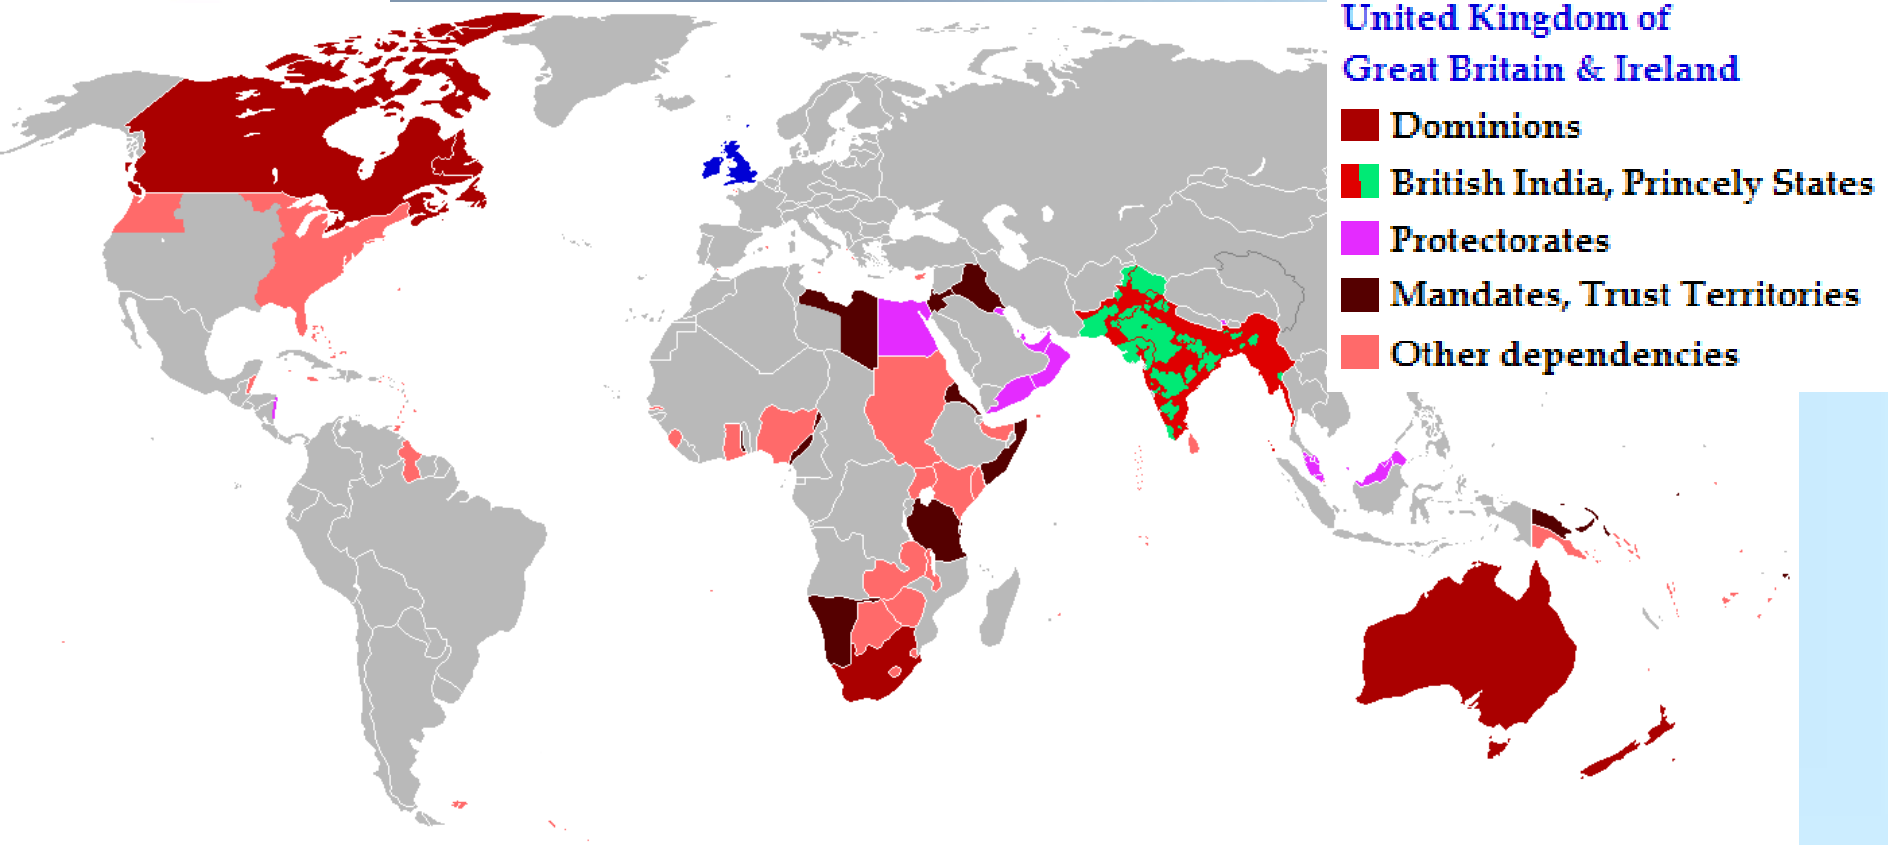 United Kingdom of
Great Britain & Ireland
Dominions
British India, Princely States
Protectorates
Mandates, Trust Territories
Other dependencies